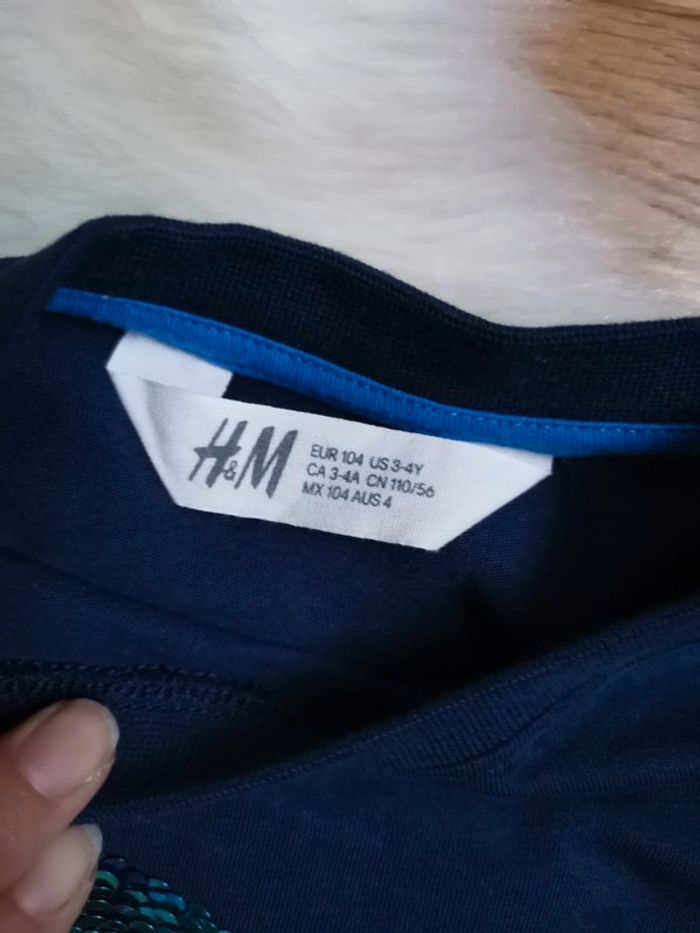 H&M
EUR 104 US 3-4Y
CA 3-4A CN 110/56
MX 104 AUS 4